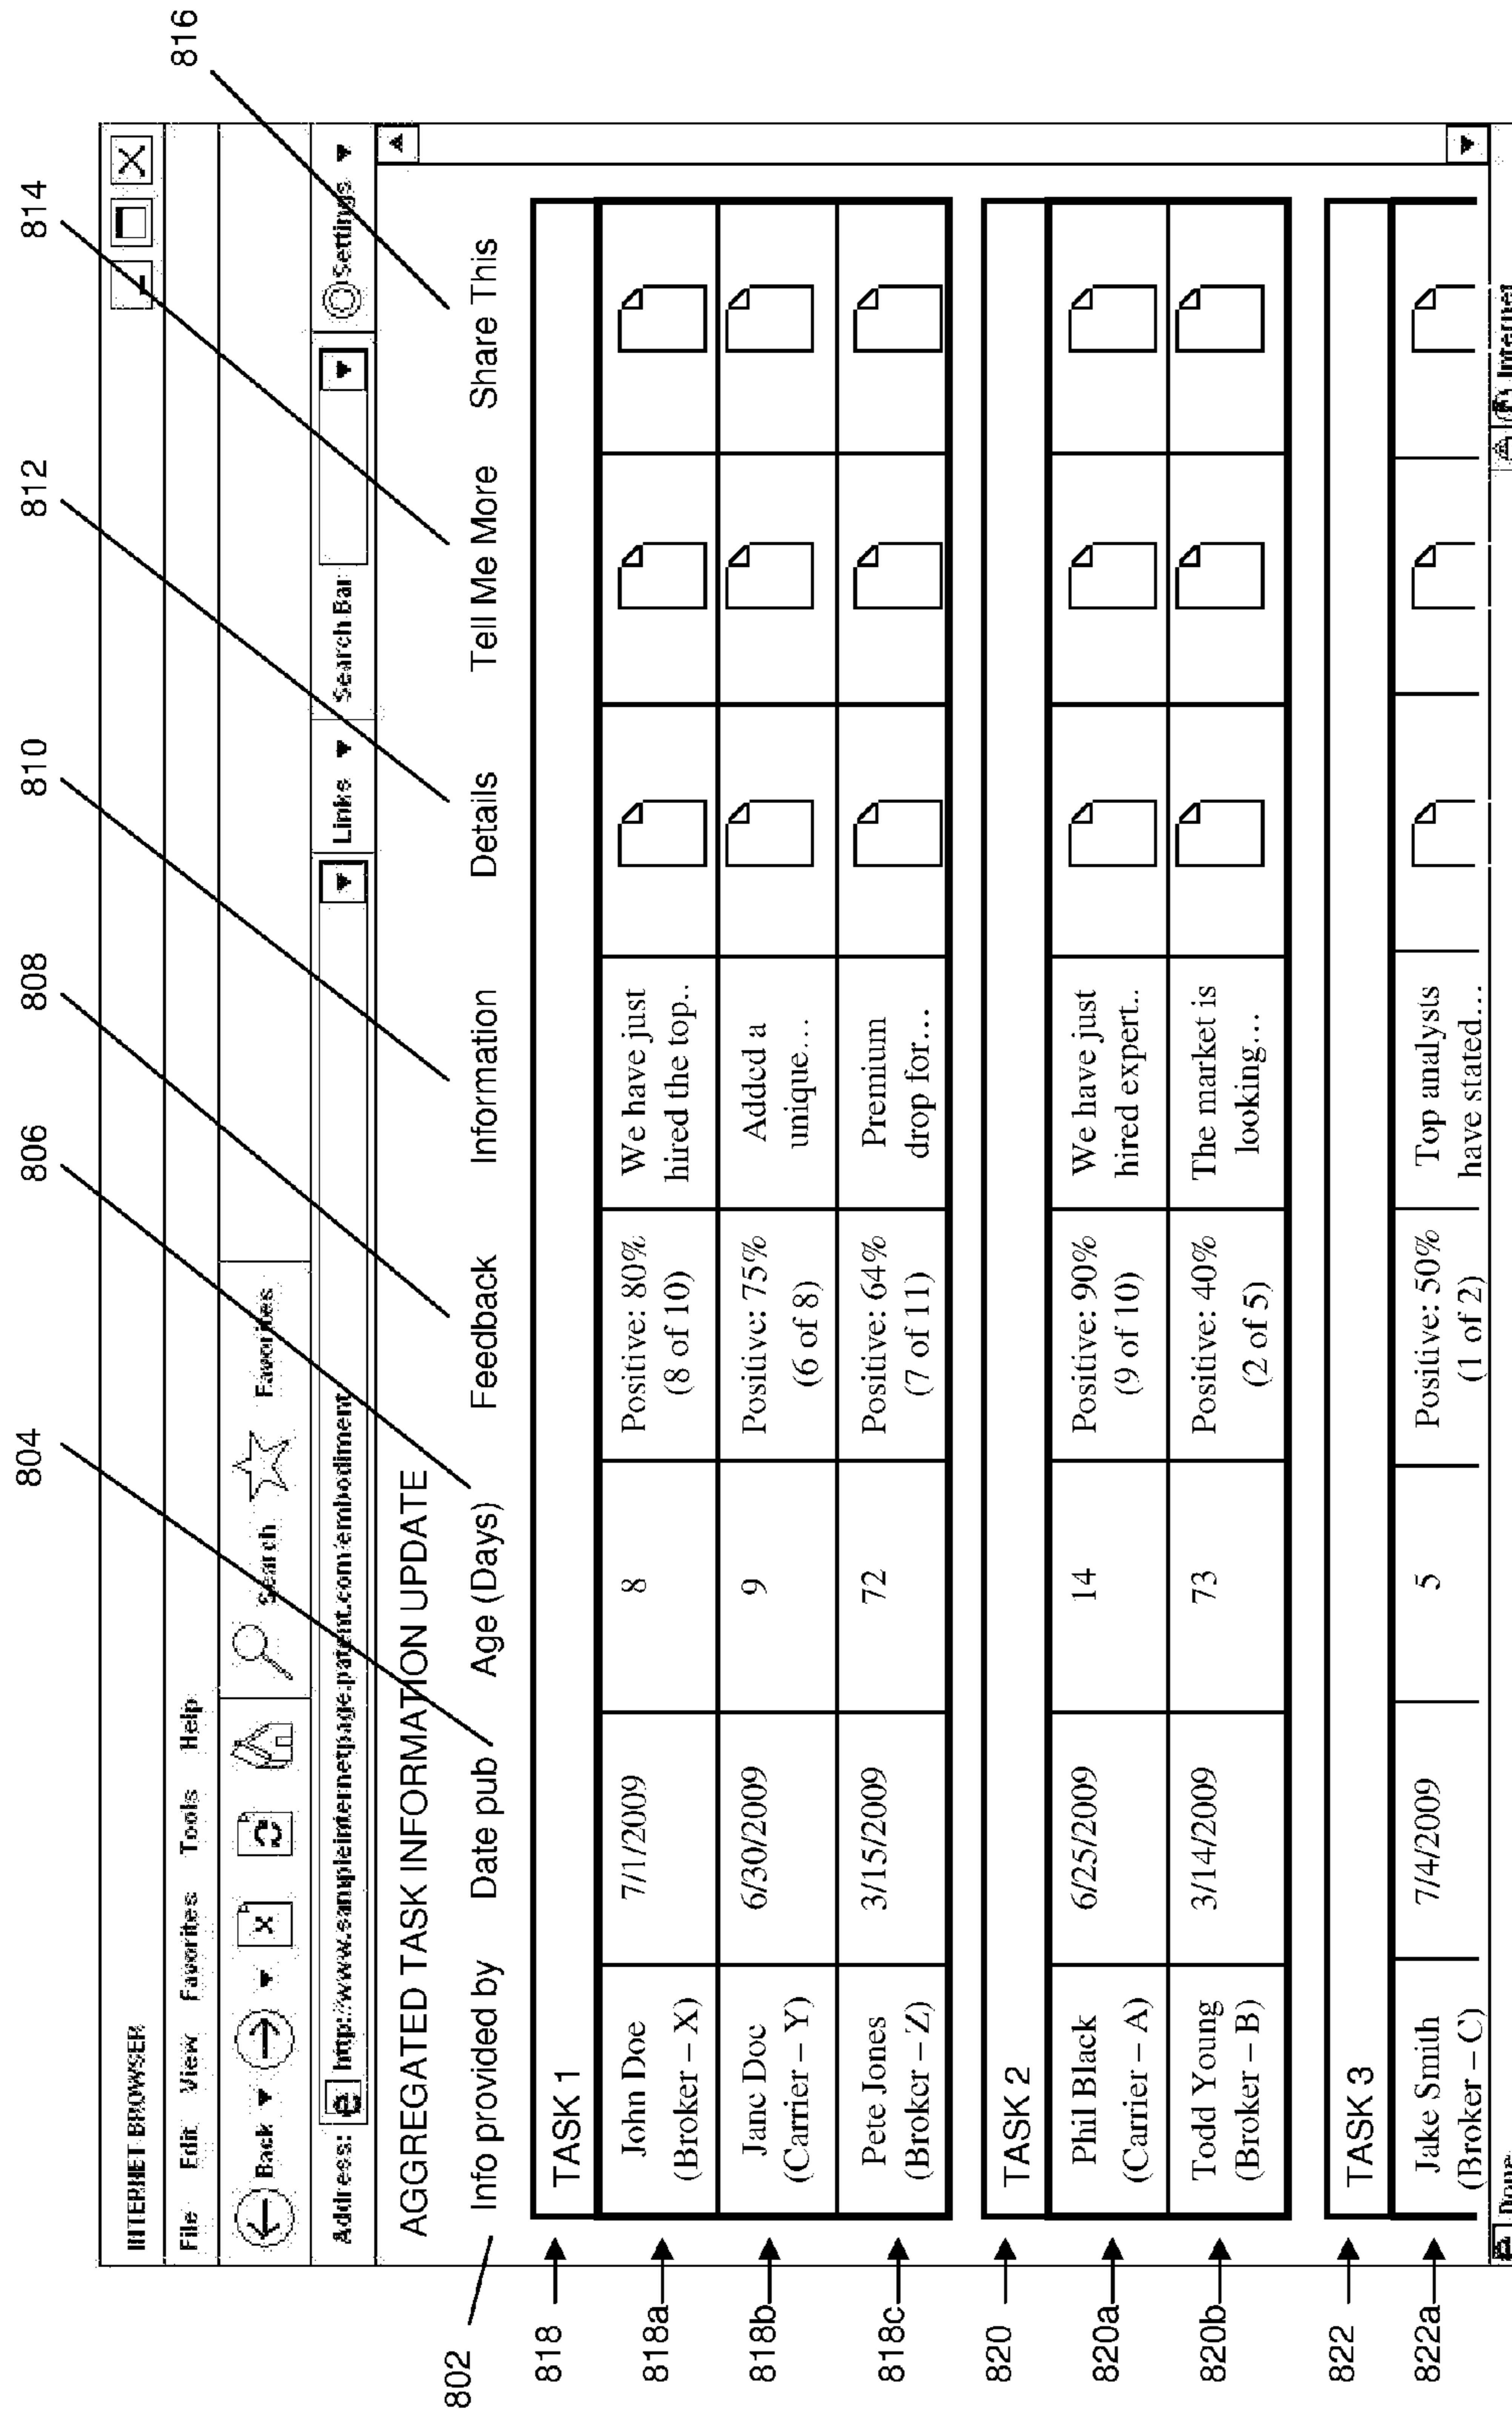 804 806 808 810 812 814 816
INTERNET BROWSER
File Edit View Favorites Tools Help
Back Search Favorites
Address: http://www.sampleinternetpage.patent.com/embodiment Links Search Bar Settings
AGGREGATED TASK INFORMATION UPDATE
802 Info provided by Date pub Age (Days) Feedback Information Details Tell Me More Share This
818 TASK 1
818a John Doe 7/1/2009 8 Positive: 80% We have just
(Broker – X) (8 of 10) hired the top..
818b Jane Doe 6/30/2009 9 Positive: 75% Added a
(Carrier – Y) (6 of 8) unique…
818c Pete Jones 3/15/2009 72 Positive: 64% Premium
(Broker – Z) (7 of 11) drop for…
820 TASK 2
820a Phil Black 6/25/2009 14 Positive: 90% We have just
(Carrier – A) (9 of 10) hired expert..
820b Todd Young 3/14/2009 73 Positive: 40% The market is
(Broker – B) (2 of 5) looking…
822 TASK 3
822a Jake Smith 7/4/2009 5 Positive: 50% Top analysts
(Broker – C) (1 of 2) have stated…
Done Internet